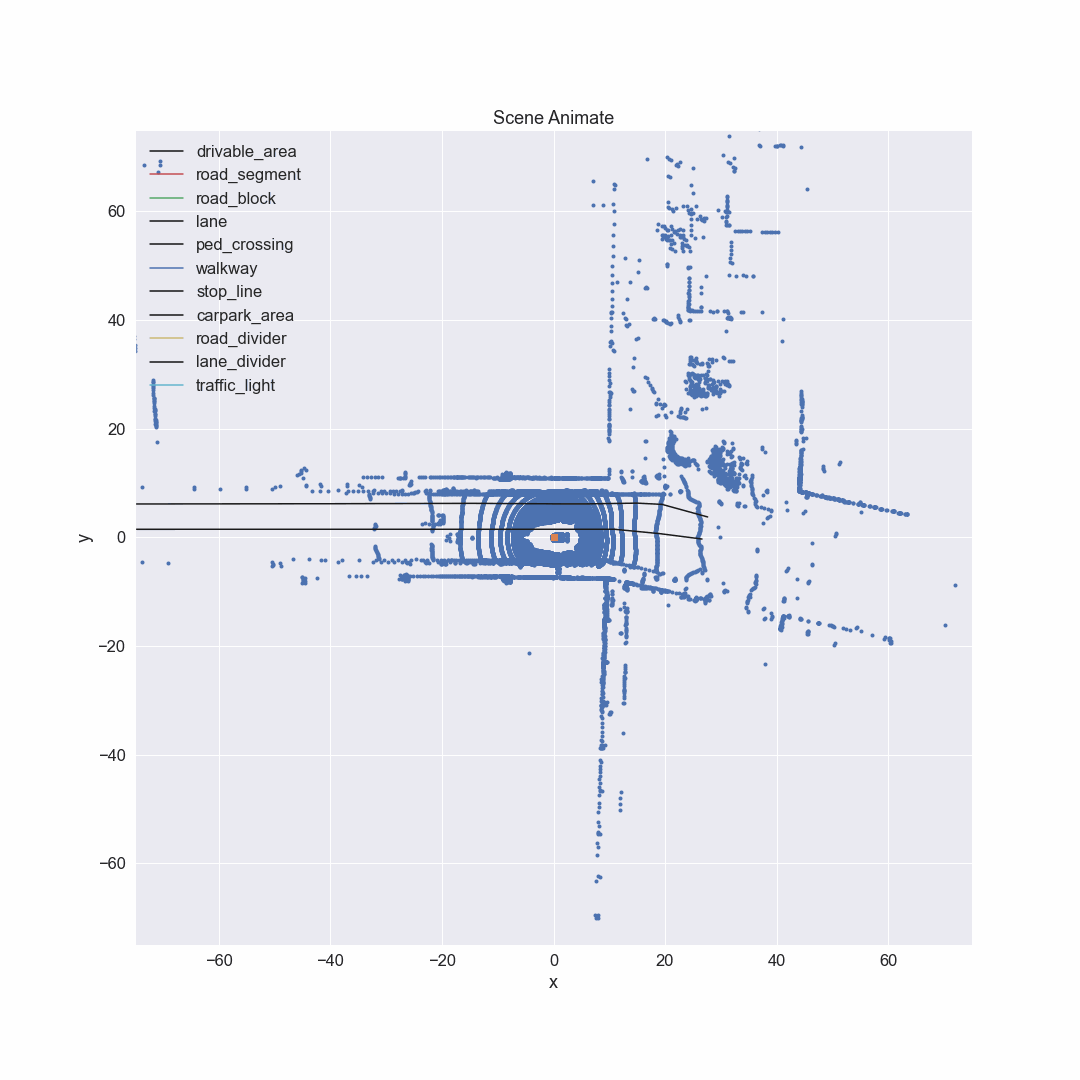 Scene Animate
drivable_area
road_segment
road_block
lane
ped_crossing
walkway
stop_line
carpark_area
road_divider
lane_divider
traffic_light
60
40
20
0
−20
−40
−60
y
−60 −40 −20 0 20 40 60
x